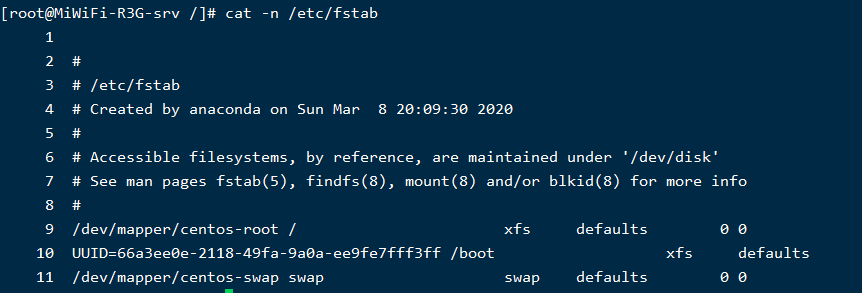 [root@MiWiFi-R3G-srv /]# cat -n /etc/fstab
     1
     2  #
     3  # /etc/fstab
     4  # Created by anaconda on Sun Mar  8 20:09:30 2020
     5  #
     6  # Accessible filesystems, by reference, are maintained under '/dev/disk'
     7  # See man pages fstab(5), findfs(8), mount(8) and/or blkid(8) for more info
     8  #
     9  /dev/mapper/centos-root /                       xfs     defaults        0 0
    10  UUID=66a3ee0e-2118-49fa-9a0a-ee9fe7fff3ff /boot                   xfs     defaults
    11  /dev/mapper/centos-swap swap                    swap    defaults        0 0